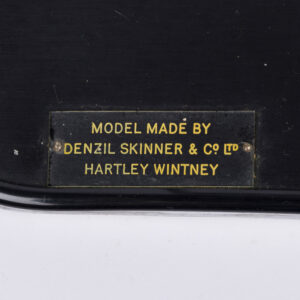 MODEL MADE BY
DENZIL SKINNER & Cº LTD
HARTLEY WINTNEY